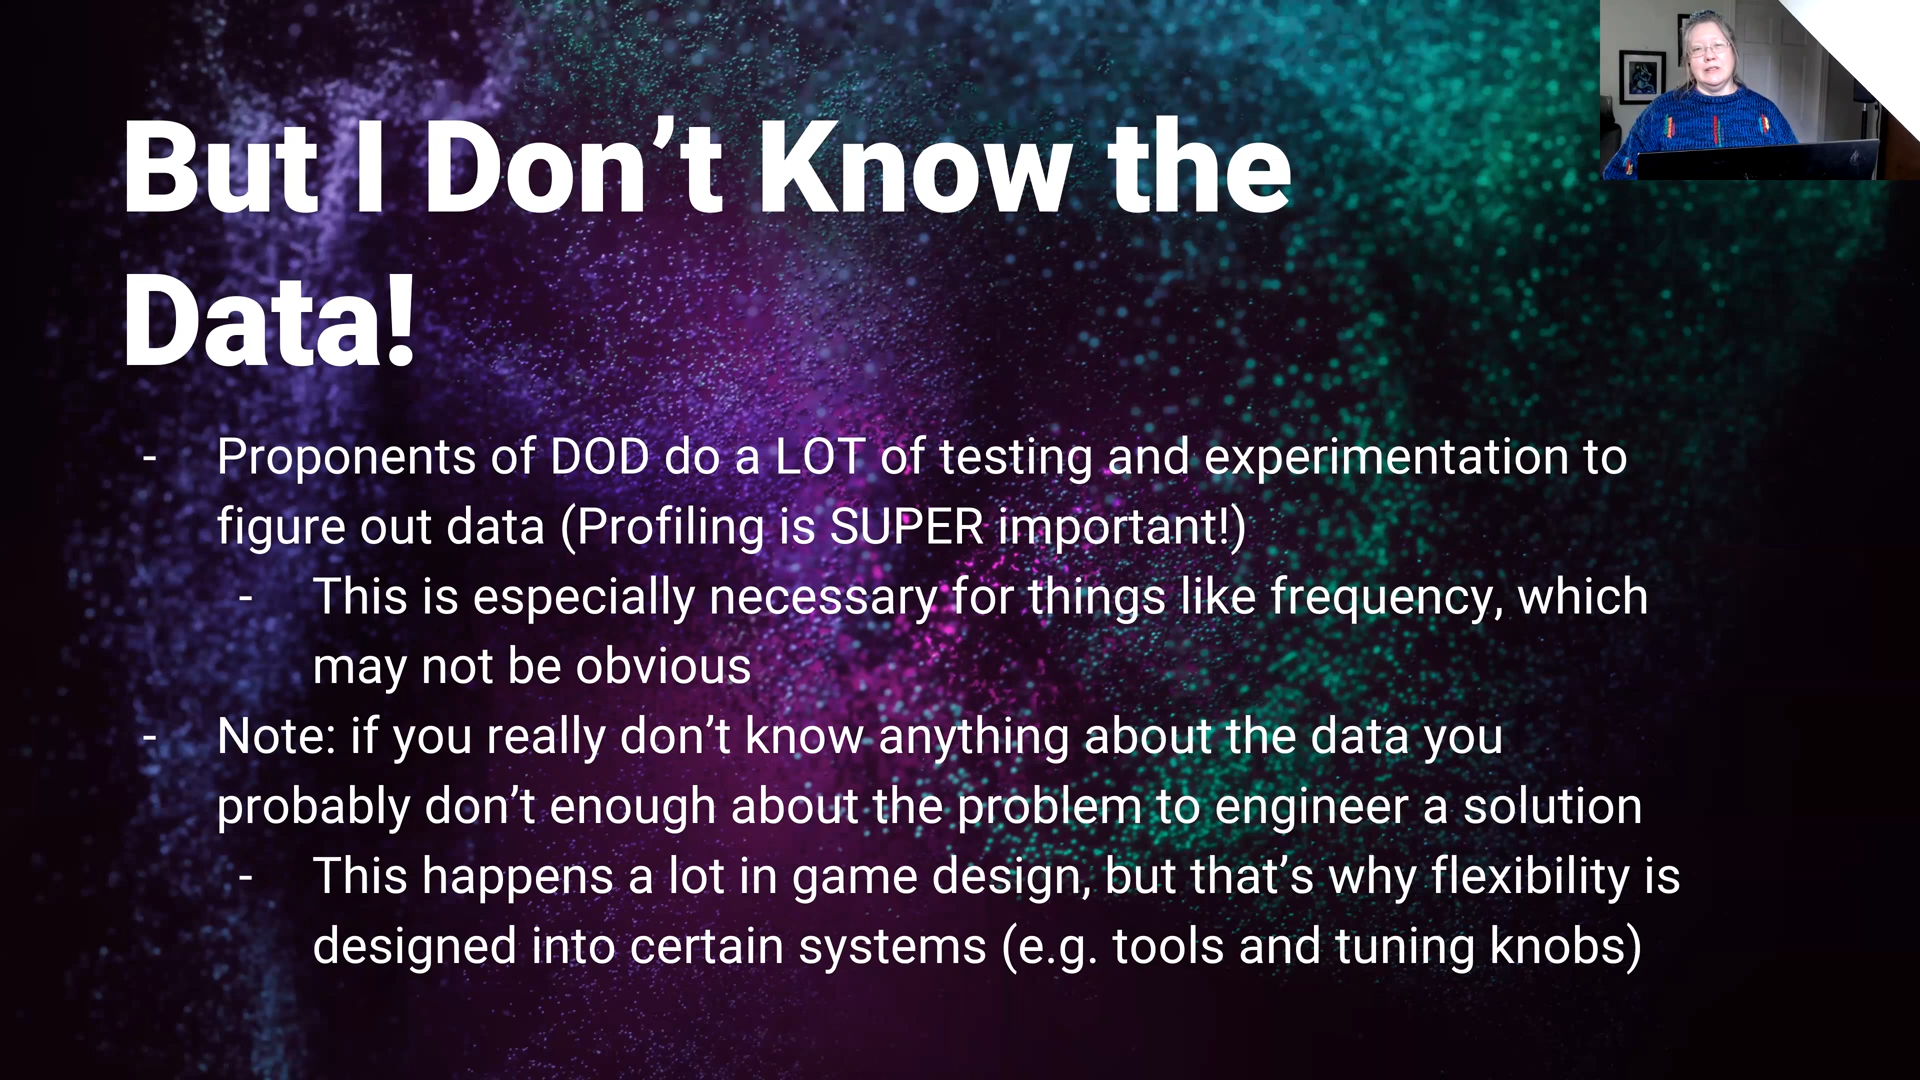 But I Don’t Know the
Data!
- Proponents of DOD do a LOT of testing and experimentation to
figure out data (Profiling is SUPER important!)
- This is especially necessary for things like frequency, which
may not be obvious
- Note: if you really don’t know anything about the data you
probably don’t enough about the problem to engineer a solution
- This happens a lot in game design, but that’s why flexibility is
designed into certain systems (e.g. tools and tuning knobs)